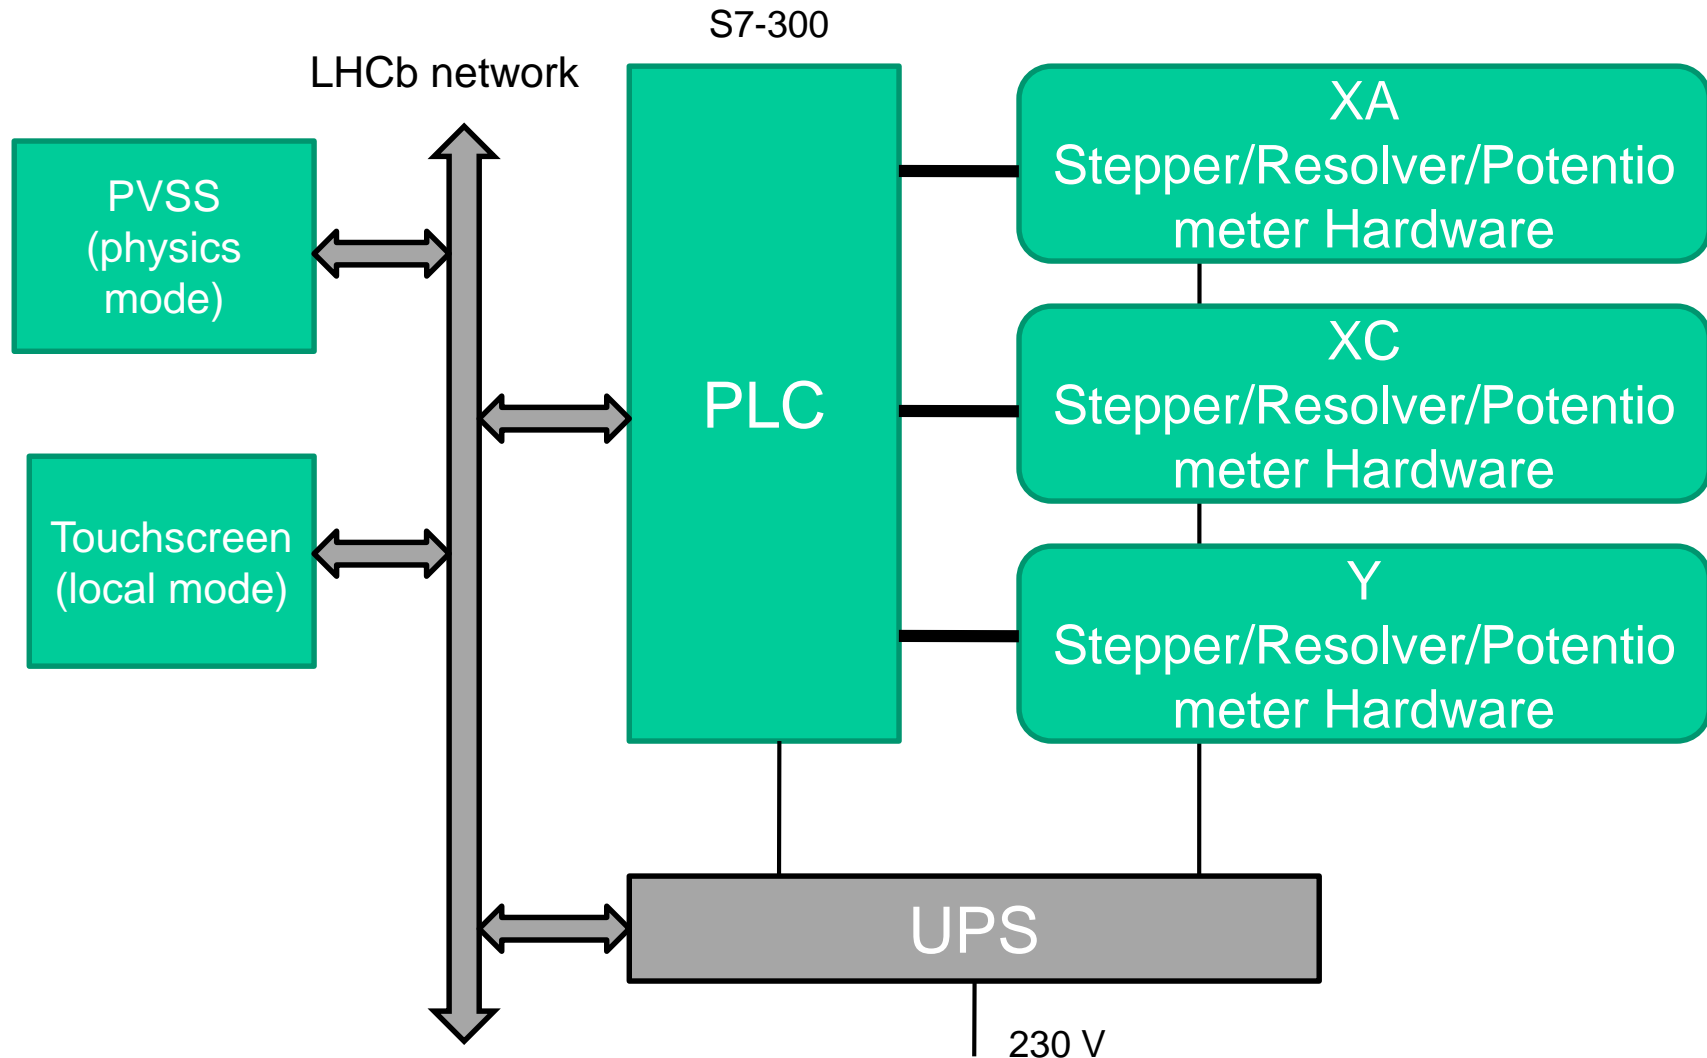 S7-300
LHCb network
PVSS
(physics
mode)
Touchscreen
(local mode)
PLC
XA
Stepper/Resolver/Potentio
meter Hardware
XC
Stepper/Resolver/Potentio
meter Hardware
Y
Stepper/Resolver/Potentio
meter Hardware
UPS
230 V